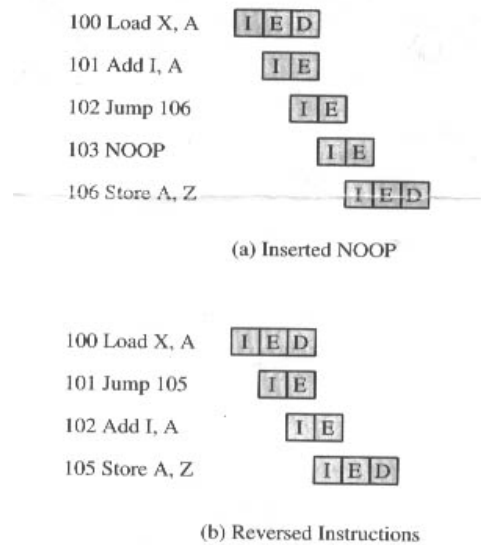 100 Load X, A I E D
101 Add I, A I E
102 Jump 106 I E
103 NOOP I E
106 Store A, Z I E D
(a) Inserted NOOP
100 Load X, A I E D
101 Jump 105 I E
102 Add I, A I E
105 Store A, Z I E D
(b) Reversed Instructions